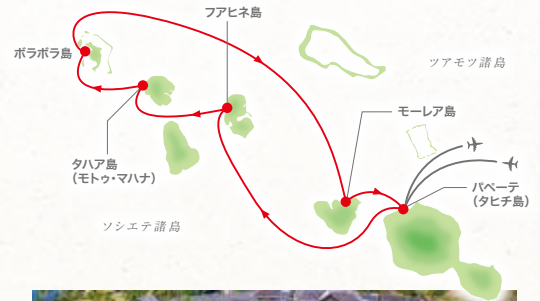 フアヒネ島
ボラボラ島
ツアモツ諸島
モーレア島
タハア島
(モトゥ・マハナ)
パペーテ
(タヒチ島)
ソシエテ諸島